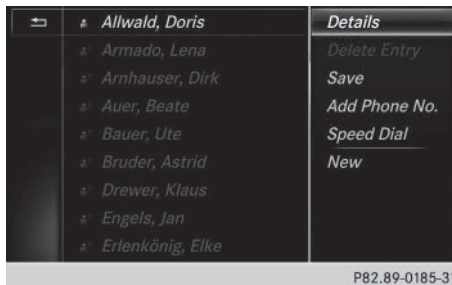 Allwald, Doris
Armado, Lena
Arnhauser, Dirk
Auer, Beate
Bauer, Ute
Bruder, Astrid
Drewer, Klaus
Engels, Jan
Erlenkönig, Elke
Details
Delete Entry
Save
Add Phone No.
Speed Dial
New
P82.89-0185-31